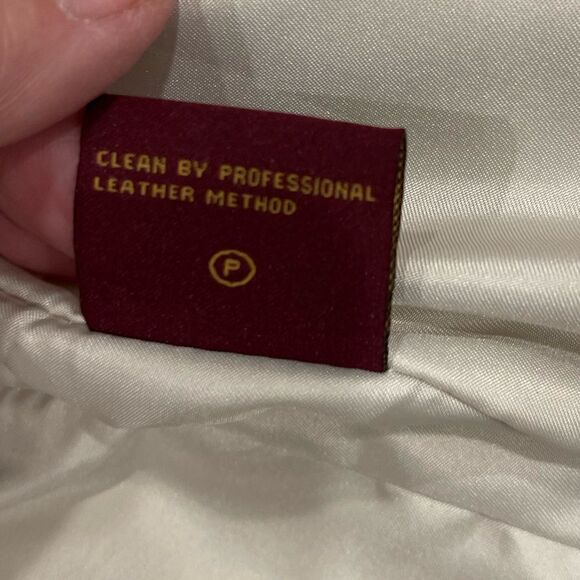 CLEAN BY PROFESSIONAL
LEATHER METHOD
P